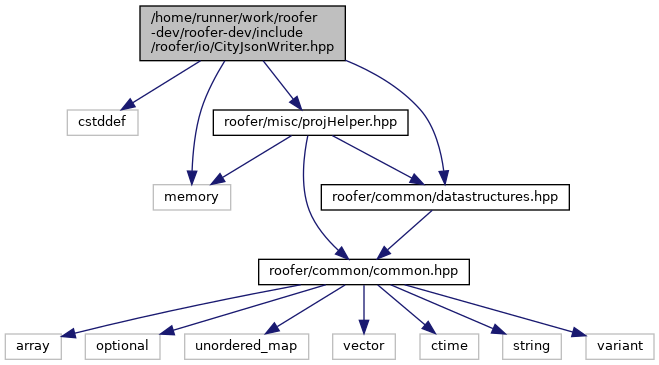 /home/runner/work/roofer
-dev/roofer-dev/include
/roofer/io/CityJsonWriter.hpp
cstddef
roofer/misc/projHelper.hpp
memory
roofer/common/datastructures.hpp
roofer/common/common.hpp
array
optional
unordered_map
vector
ctime
string
variant